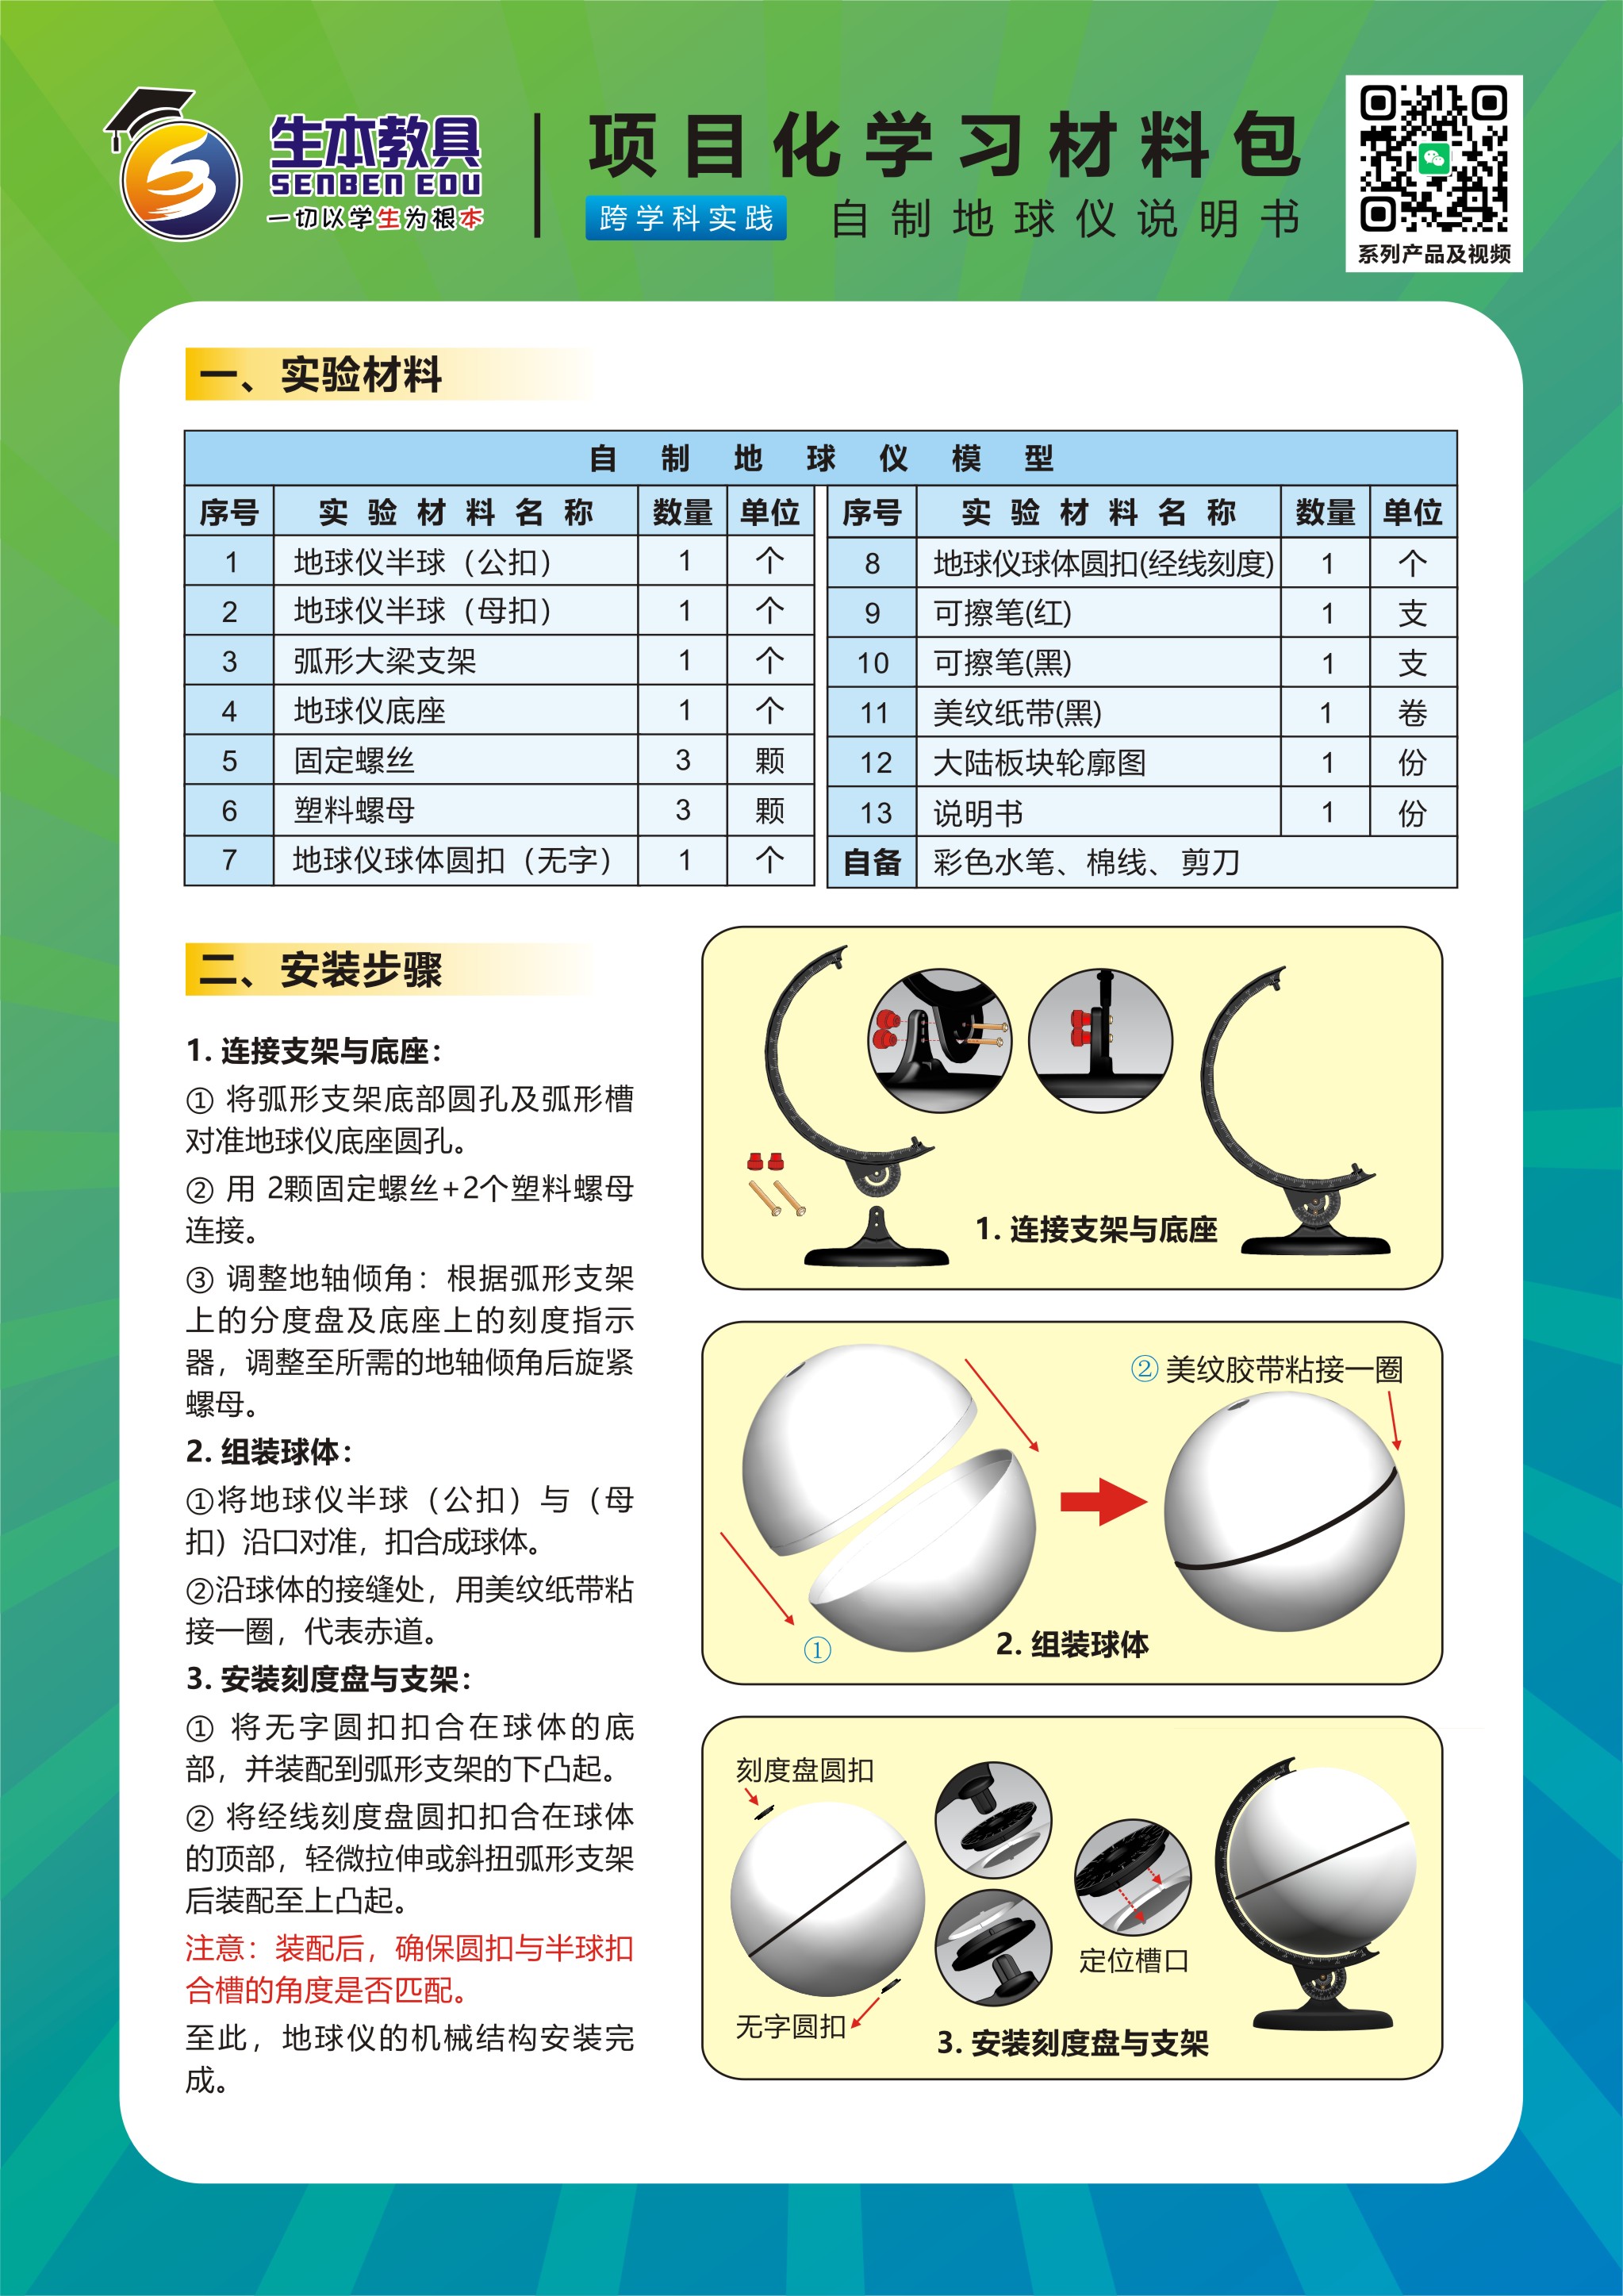 生本教具
SENBEN EDU
一切以学生为根本
项目化学习材料包
跨学科实践
自制地球仪说明书
系列产品及视频
一、实验材料
自制地球仪模型
序号 实验材料名称 数量 单位
1 地球仪半球（公扣） 1 个
2 地球仪半球（母扣） 1 个
3 弧形大梁支架 1 个
4 地球仪底座 1 个
5 固定螺丝 3 颗
6 塑料螺母 3 颗
7 地球仪球体圆扣（无字） 1 个
序号 实验材料名称 数量 单位
8 地球仪球体圆扣(经线刻度) 1 个
9 可擦笔(红) 1 支
10 可擦笔(黑) 1 支
11 美纹纸带(黑) 1 卷
12 大陆板块轮廓图 1 份
13 说明书 1 份
自备 彩色水笔、棉线、剪刀
二、安装步骤
1. 连接支架与底座：
① 将弧形支架底部圆孔及弧形槽
对准地球仪底座圆孔。
② 用 2颗固定螺丝+2个塑料螺母
连接。
③ 调整地轴倾角：根据弧形支架
上的分度盘及底座上的刻度指示
器，调整至所需的地轴倾角后旋紧
螺母。
2. 组装球体：
①将地球仪半球（公扣）与（母
扣）沿口对准，扣合成球体。
②沿球体的接缝处，用美纹纸带粘
接一圈，代表赤道。
3. 安装刻度盘与支架：
① 将无字圆扣扣合在球体的底
部，并装配到弧形支架的下凸起。
② 将经线刻度盘圆扣扣合在球体
的顶部，轻微拉伸或斜扭弧形支架
后装配至上凸起。
注意：装配后，确保圆扣与半球扣
合槽的角度是否匹配。
至此，地球仪的机械结构安装完
成。
1. 连接支架与底座
② 美纹胶带粘接一圈
①
2. 组装球体
刻度盘圆扣
定位槽口
无字圆扣
3. 安装刻度盘与支架